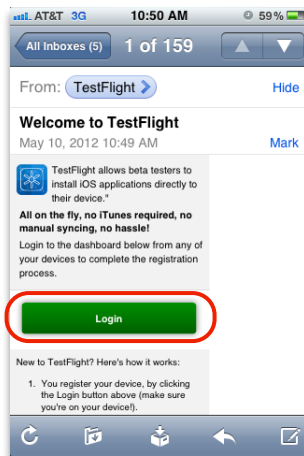 AT&T 3G 10:50 AM 59%
All Inboxes (5) 1 of 159
From: TestFlight Hide
Welcome to TestFlight
May 10, 2012 10:49 AM Mark
TestFlight allows beta testers to
install iOS applications directly to
their device."
All on the fly, no iTunes required, no
manual syncing, no hassle!
Login to the dashboard below from any of
your devices to complete the registration
process.
Login
New to TestFlight? Here's how it works:
1. You register your device, by clicking
the Login button above (make sure
you're on your device!).